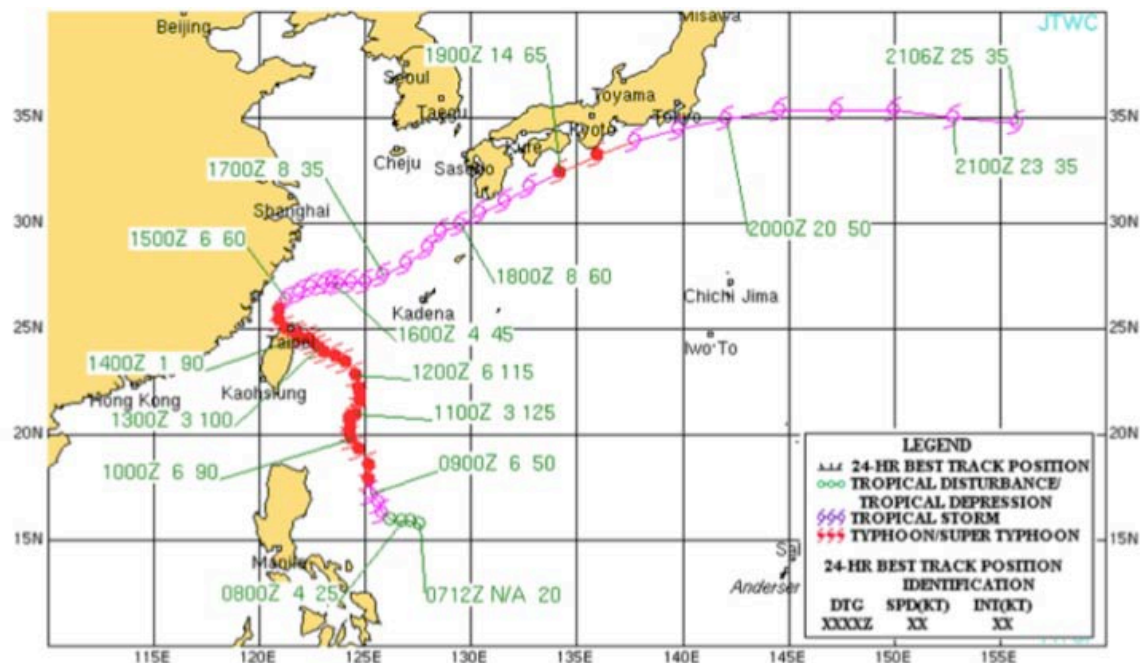 Beijing
Misawa
JTWC
1900Z 14 65
2106Z 25 35
Seoul
Toyama
Taegu
35N
Tokyo
35N
Kyoto
Kure
Cheju
Sasebo
1700Z 8 35
2100Z 23 35
Shanghai
30N
30N
1500Z 6 60
2000Z 20 50
1800Z 8 60
Chichi Jima
Kadena
25N
25N
1600Z 4 45
Iwo To
Taipei
1400Z 1 90
1200Z 6 115
Kaohsiung
Hong Kong
1300Z 3 100
1100Z 3 125
20N
20N
1000Z 6 90
0900Z 6 50
LEGEND
24-HR BEST TRACK POSITION
TROPICAL DISTURBANCE/
TROPICAL DEPRESSION
TROPICAL STORM
TYPHOON/SUPER TYPHOON
15N
15N
Manila
Sai
Anderser
0800Z 4 25
0712Z N/A 20
24-HR BEST TRACK POSITION
IDENTIFICATION
DTG SPD(KT) INT(KT)
XXXXZ XX XX
115E 120E 125E 130E 135E 140E 145E 150E 155E